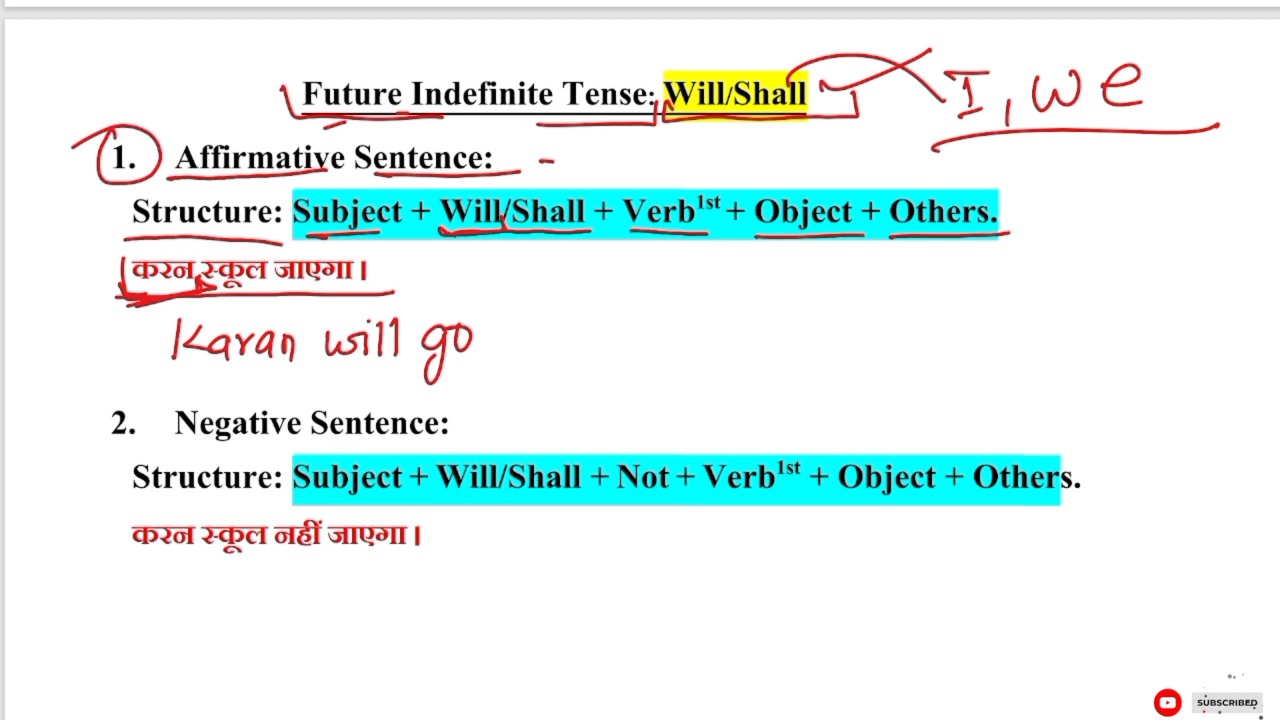 Future Indefinite Tense: Will/Shall I, we
1. Affirmative Sentence: -
Structure: Subject + Will/Shall + Verb1st + Object + Others.
करन स्कूल जाएगा।
Karan will go
2. Negative Sentence:
Structure: Subject + Will/Shall + Not + Verb1st + Object + Others.
करन स्कूल नहीं जाएगा।
SUBSCRIBED